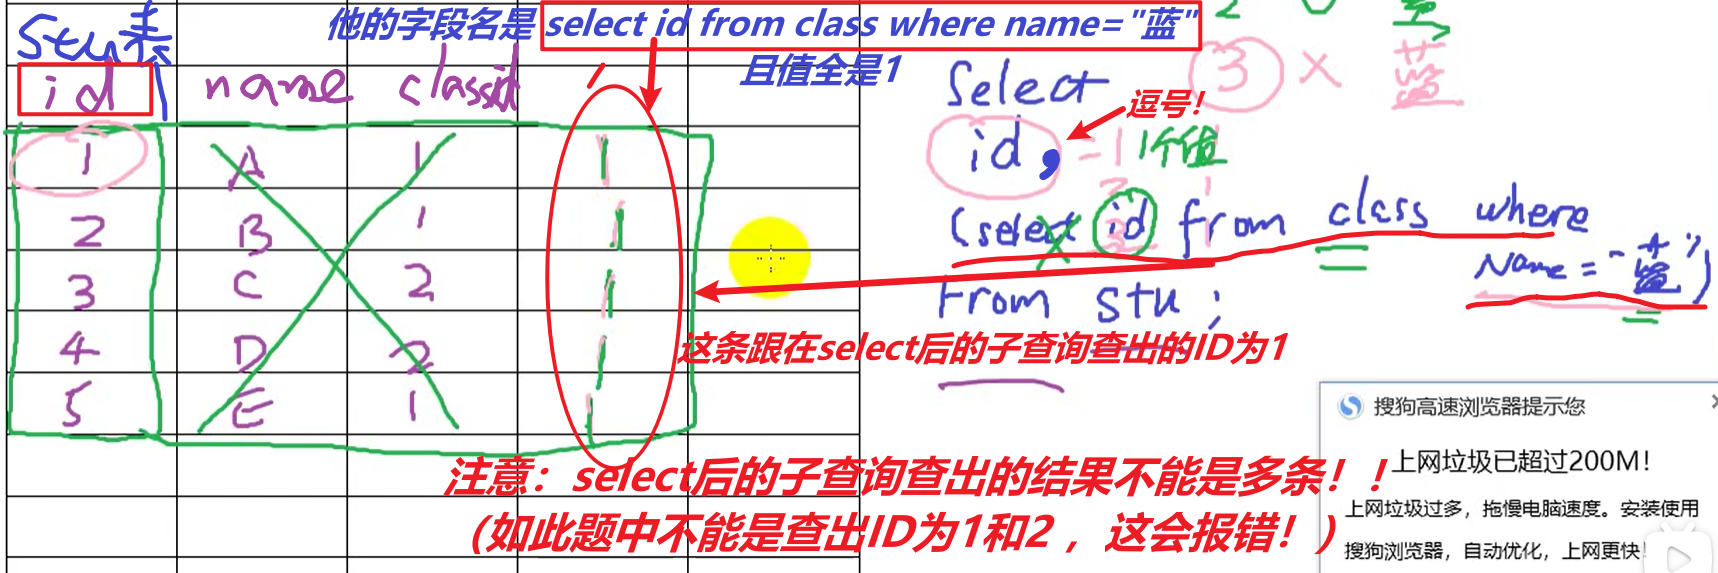 stu表
他的字段名是 select id from class where name="蓝"
且值全是1
id name classid
1 A 1 1
2 B 1 1
3 C 2 1
4 D 2 1
5 E 1 1
2
3 × 蓝
Select
逗号！
id, =1 1个值
2 1
(select id from class where
Name="蓝")
From stu;
这条跟在select后的子查询查出的ID为1
注意：select后的子查询查出的结果不能是多条！！
(如此题中不能是查出ID为1和2，这会报错！)
搜狗高速浏览器提示您
上网垃圾已超过200M！
上网垃圾过多，拖慢电脑速度。安装使用
搜狗浏览器，自动优化，上网更快！